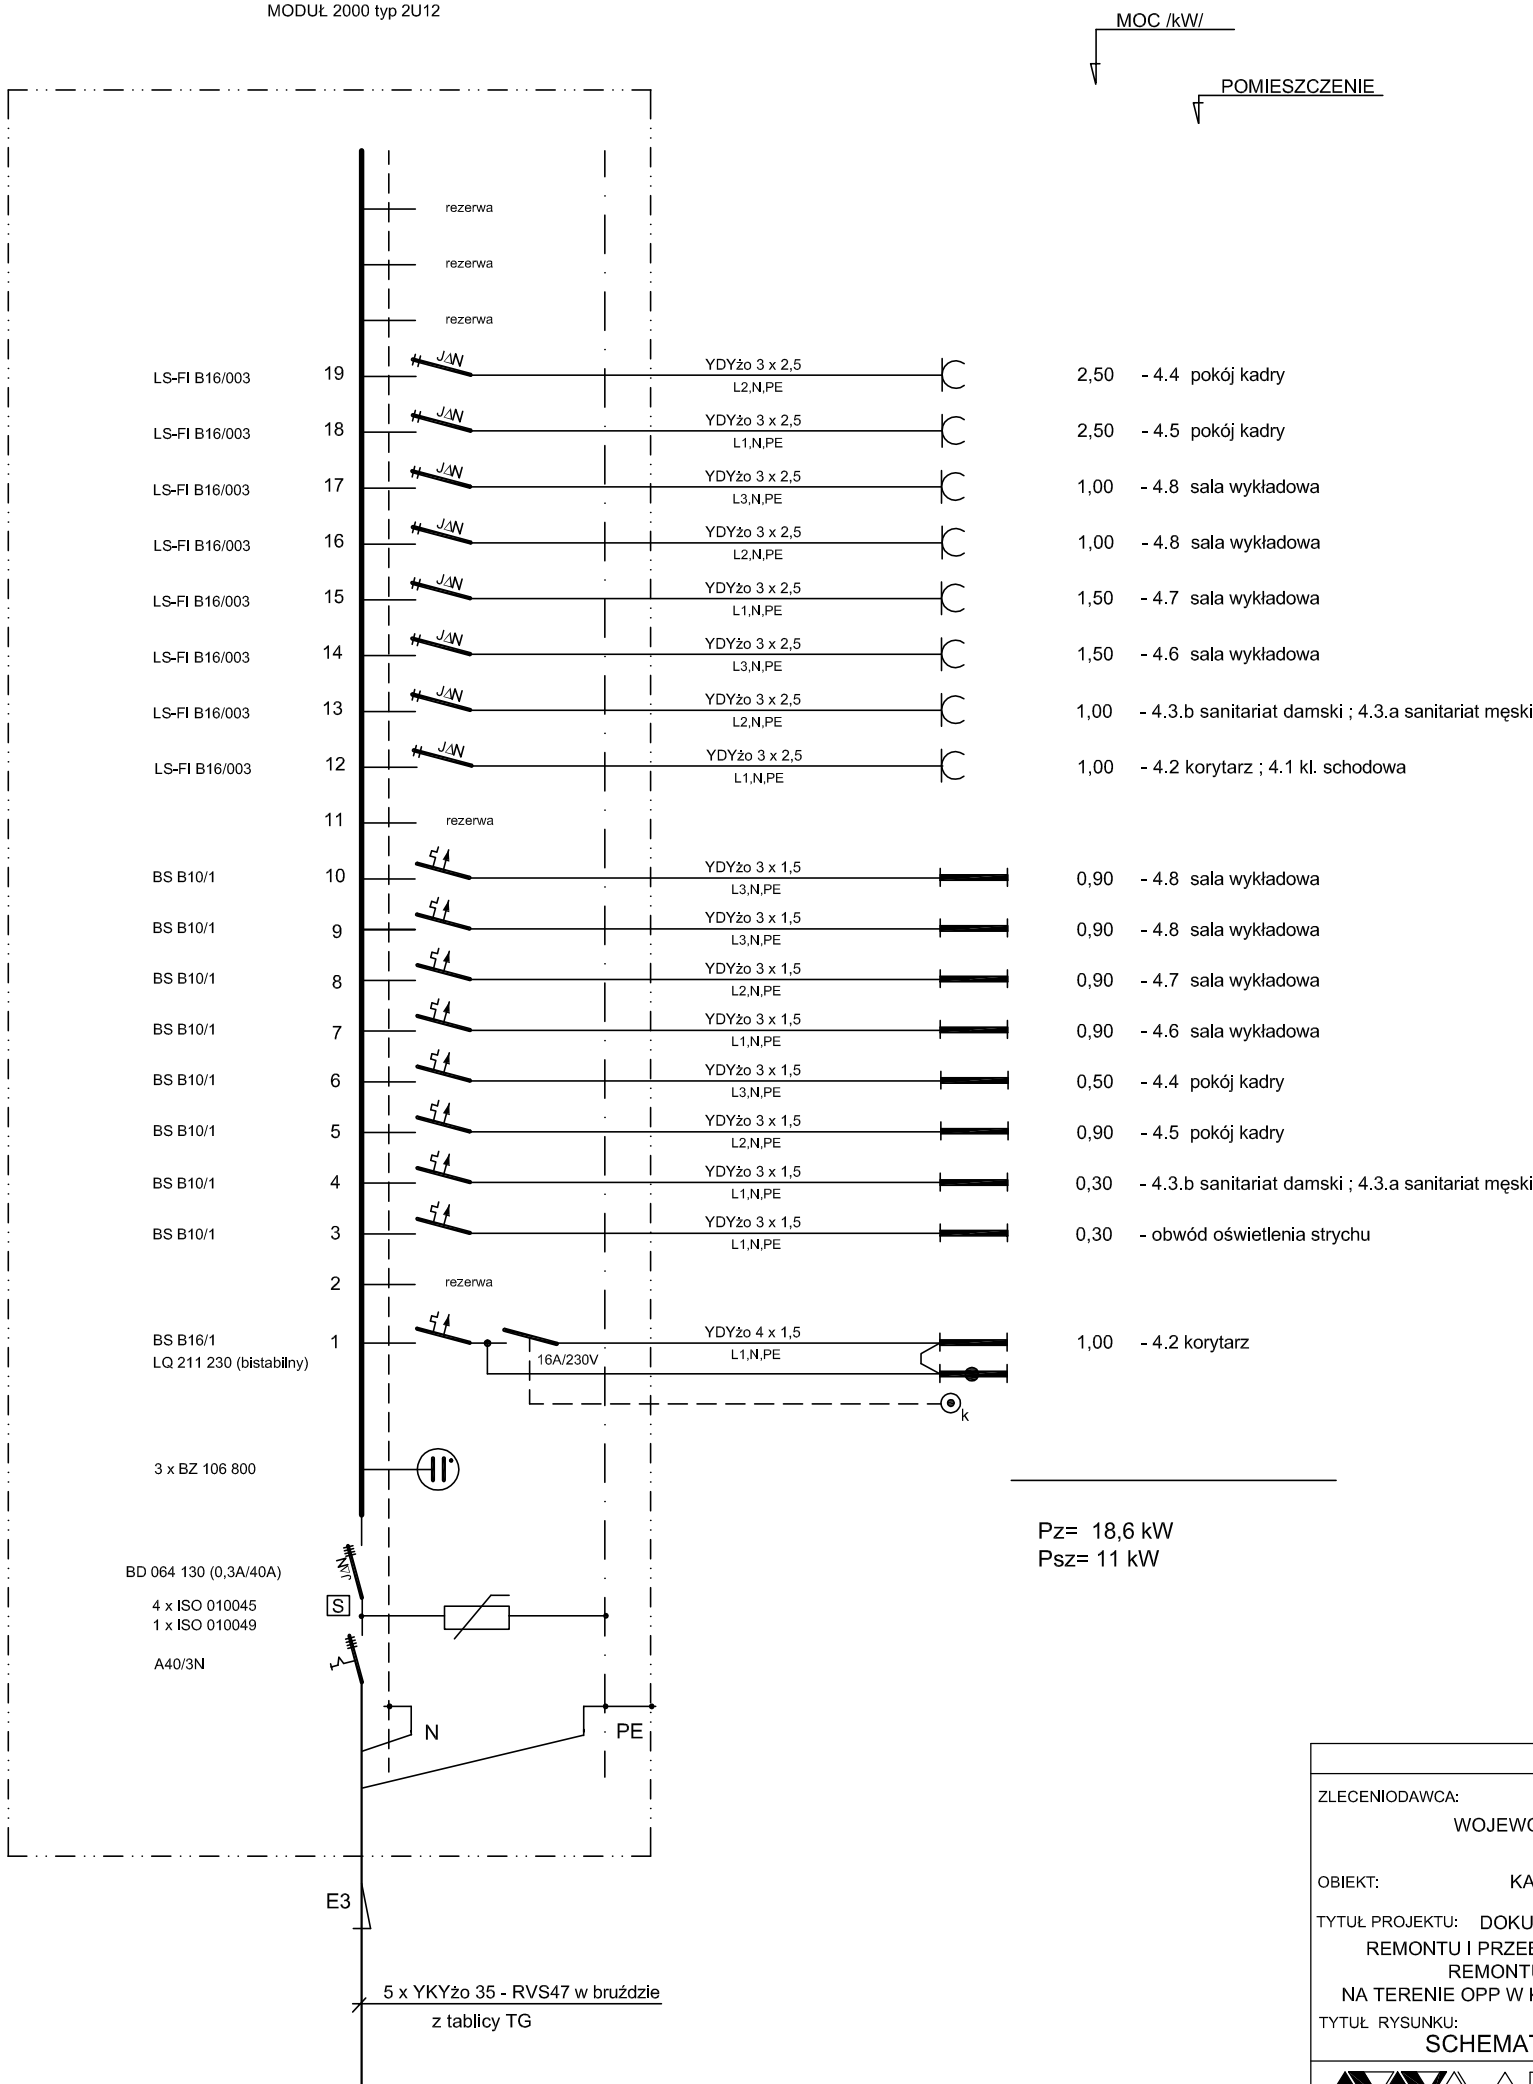 MODUŁ 2000 typ 2U12
MOC /kW/
POMIESZCZENIE
rezerwa
rezerwa
rezerwa
LS-FI B16/003 19 J∆N YDYżo 3 x 2,5 L2,N,PE 2,50 - 4.4 pokój kadry
LS-FI B16/003 18 J∆N YDYżo 3 x 2,5 L1,N,PE 2,50 - 4.5 pokój kadry
LS-FI B16/003 17 J∆N YDYżo 3 x 2,5 L3,N,PE 1,00 - 4.8 sala wykładowa
LS-FI B16/003 16 J∆N YDYżo 3 x 2,5 L2,N,PE 1,00 - 4.8 sala wykładowa
LS-FI B16/003 15 J∆N YDYżo 3 x 2,5 L1,N,PE 1,50 - 4.7 sala wykładowa
LS-FI B16/003 14 J∆N YDYżo 3 x 2,5 L3,N,PE 1,50 - 4.6 sala wykładowa
LS-FI B16/003 13 J∆N YDYżo 3 x 2,5 L2,N,PE 1,00 - 4.3.b sanitariat damski ; 4.3.a sanitariat męski
LS-FI B16/003 12 J∆N YDYżo 3 x 2,5 L1,N,PE 1,00 - 4.2 korytarz ; 4.1 kl. schodowa
11 rezerwa
BS B10/1 10 YDYżo 3 x 1,5 L3,N,PE 0,90 - 4.8 sala wykładowa
BS B10/1 9 YDYżo 3 x 1,5 L3,N,PE 0,90 - 4.8 sala wykładowa
BS B10/1 8 YDYżo 3 x 1,5 L2,N,PE 0,90 - 4.7 sala wykładowa
BS B10/1 7 YDYżo 3 x 1,5 L1,N,PE 0,90 - 4.6 sala wykładowa
BS B10/1 6 YDYżo 3 x 1,5 L3,N,PE 0,50 - 4.4 pokój kadry
BS B10/1 5 YDYżo 3 x 1,5 L2,N,PE 0,90 - 4.5 pokój kadry
BS B10/1 4 YDYżo 3 x 1,5 L1,N,PE 0,30 - 4.3.b sanitariat damski ; 4.3.a sanitariat męski
BS B10/1 3 YDYżo 3 x 1,5 L1,N,PE 0,30 - obwód oświetlenia strychu
2 rezerwa
BS B16/1 1 YDYżo 4 x 1,5 L1,N,PE 1,00 - 4.2 korytarz
LQ 211 230 (bistabilny) 16A/230V
k
3 x BZ 106 800
Pz= 18,6 kW
Psz= 11 kW
BD 064 130 (0,3A/40A) J∆N
4 x ISO 010045 S
1 x ISO 010049
A40/3N
N PE
E3
5 x YKYżo 35 - RVS47 w bruździe
z tablicy TG
ZLECENIODAWCA:
WOJEWO
OBIEKT: KA
TYTUŁ PROJEKTU: DOKU
REMONTU I PRZEB
REMONTU
NA TERENIE OPP W K
TYTUŁ RYSUNKU:
SCHEMAT